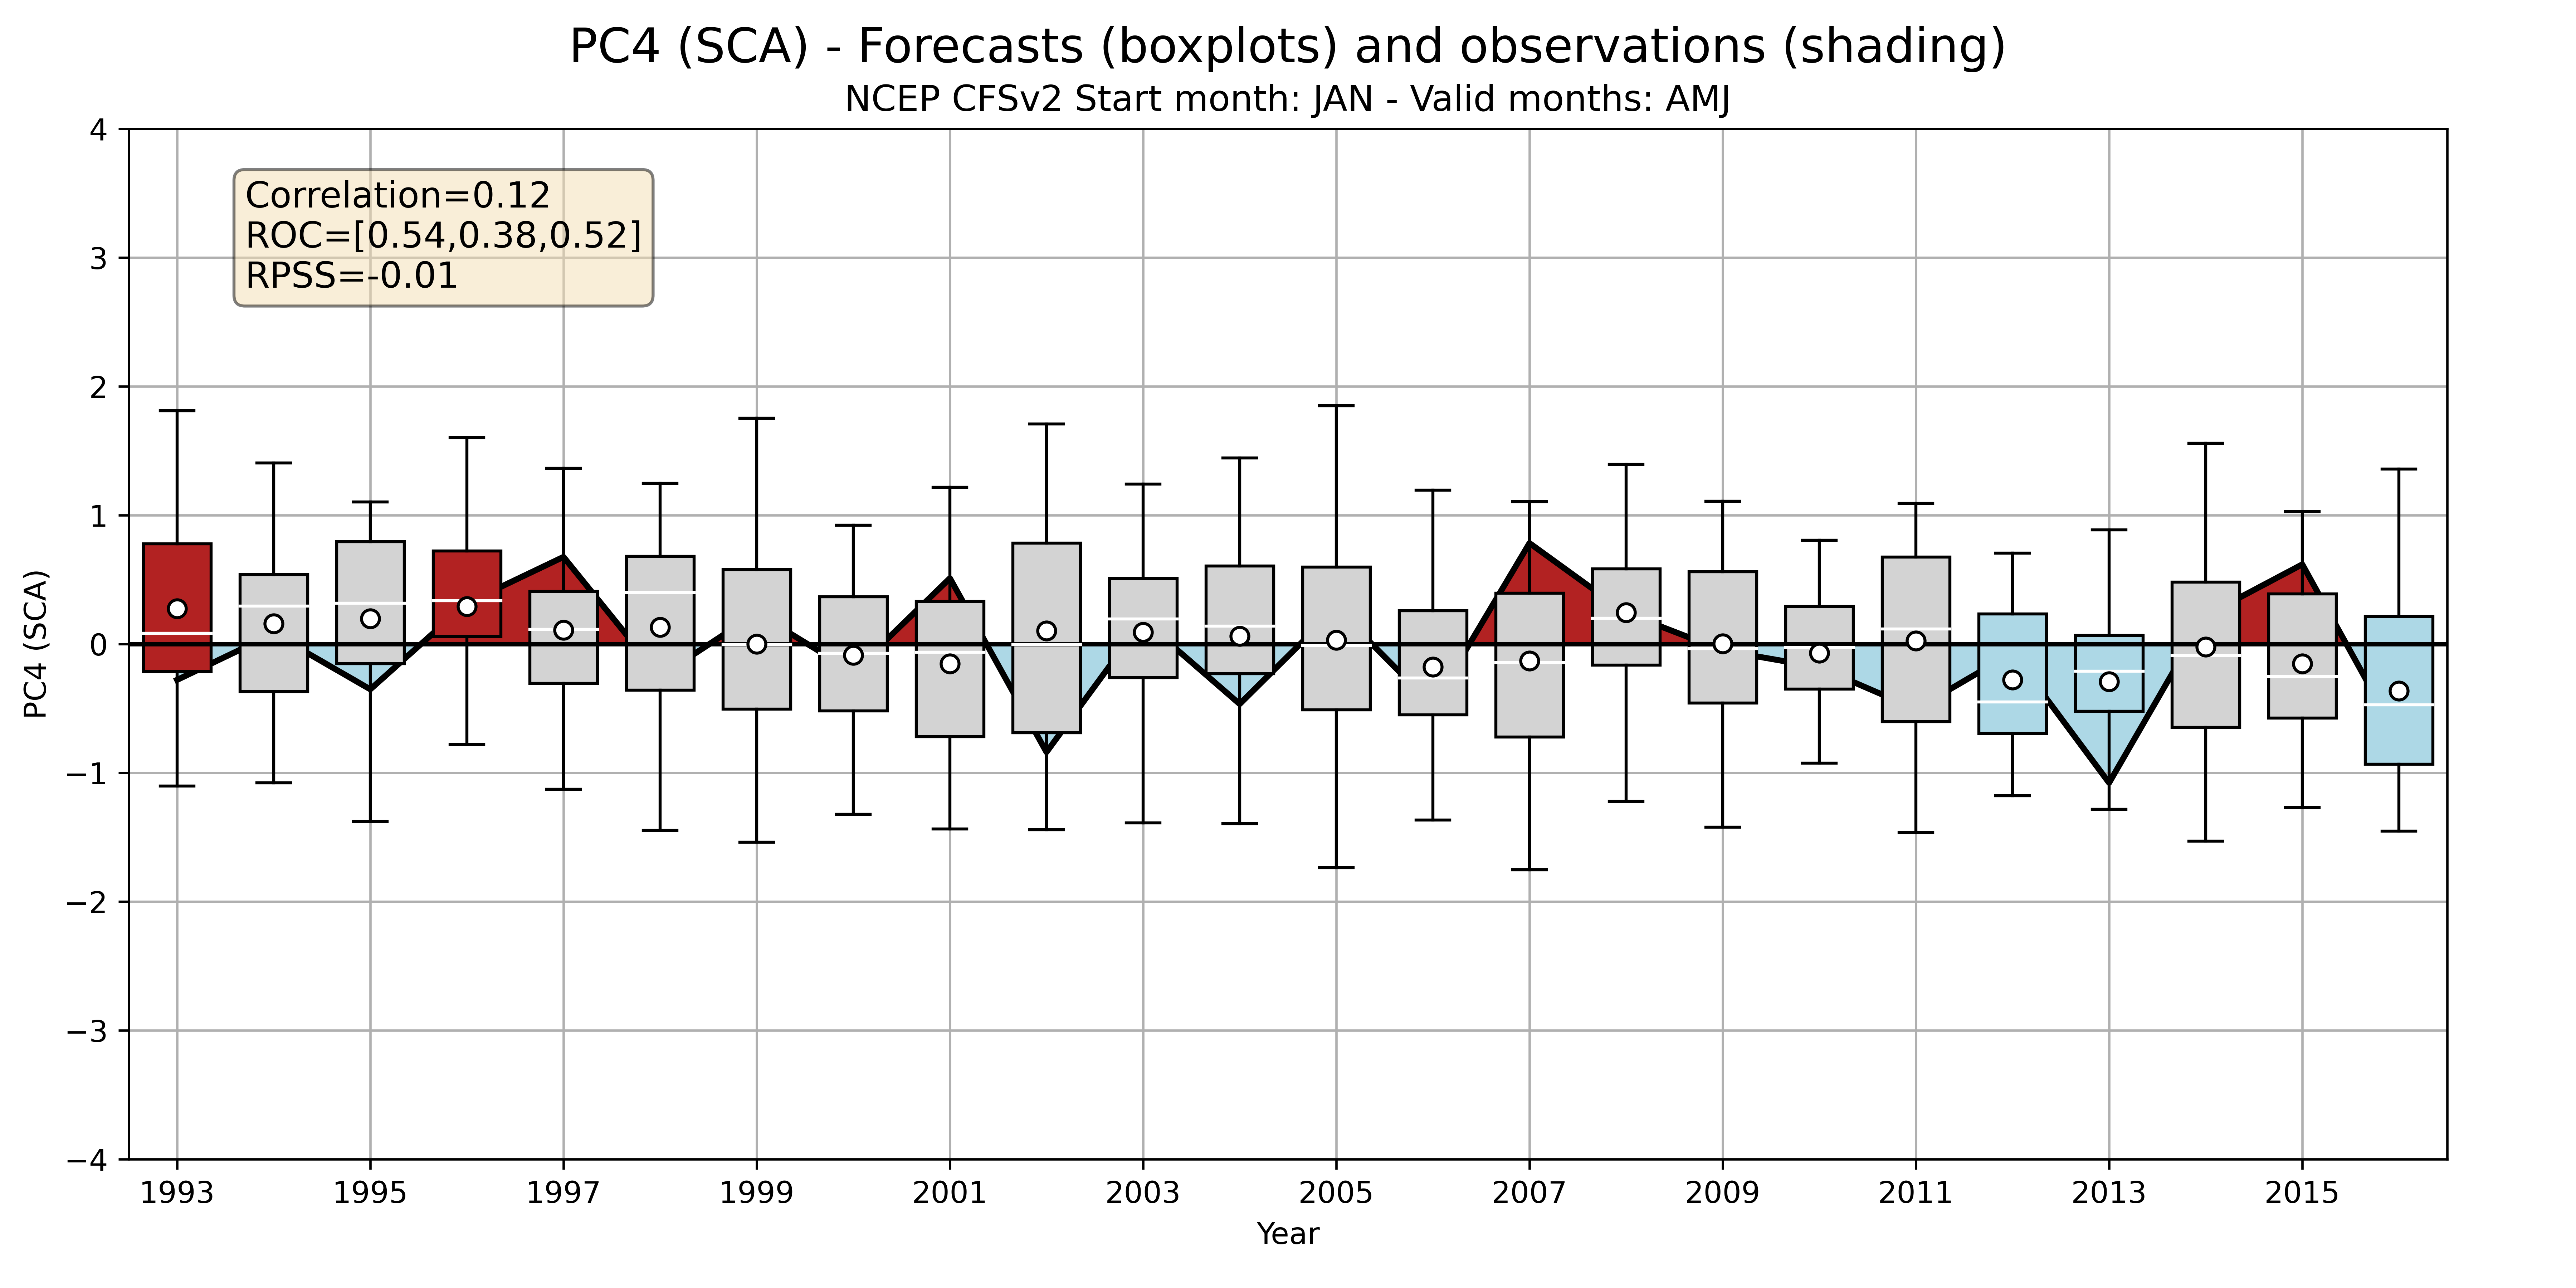 PC4 (SCA) - Forecasts (boxplots) and observations (shading)
NCEP CFSv2 Start month: JAN - Valid months: AMJ
Correlation=0.12
ROC=[0.54,0.38,0.52]
RPSS=-0.01
PC4 (SCA)
4
3
2
1
0
−1
−2
−3
−4
1993 1995 1997 1999 2001 2003 2005 2007 2009 2011 2013 2015
Year